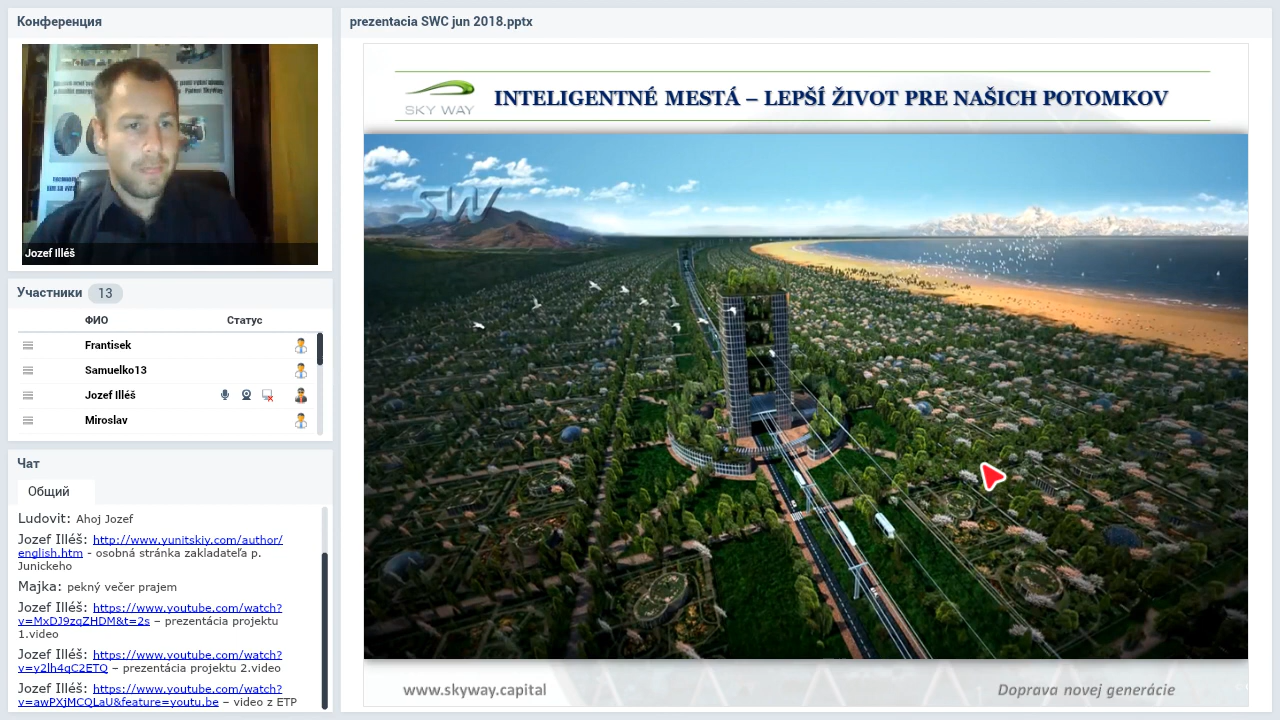 Конференция
Jozef Illéš
Участники 13
ФИО Статус
Frantisek
Samuelko13
Jozef Illéš
Miroslav
Чат
Общий
Ludovit: Ahoj Jozef
Jozef Illéš: http://www.yunitskiy.com/author/
english.htm - osobná stránka zakladateľa p.
Junickeho
Majka: pekný večer prajem
Jozef Illéš: https://www.youtube.com/watch?
v=MxDJ9zqZHDM&t=2s – prezentácia projektu
1.video
Jozef Illéš: https://www.youtube.com/watch?
v=y2lh4qC2ETQ – prezentácia projektu 2.video
Jozef Illéš: https://www.youtube.com/watch?
v=awPXjMCQLaU&feature=youtu.be – video z ETP
prezentacia SWC jun 2018.pptx
SKY WAY
INTELIGENTNÉ MESTÁ – LEPŠÍ ŽIVOT PRE NAŠICH POTOMKOV
SW
www.skyway.capital
Doprava novej generácie